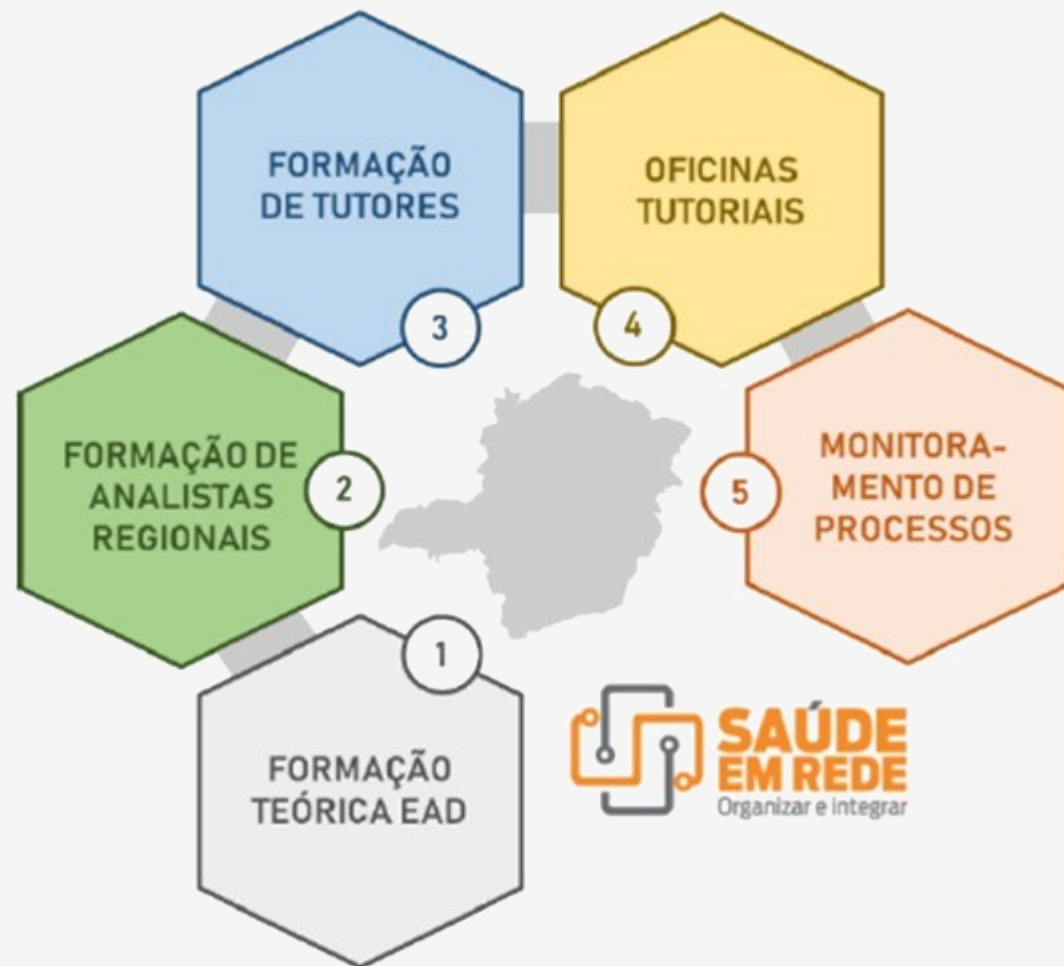 FORMAÇÃO
TEÓRICA EAD
1
FORMAÇÃO DE
ANALISTAS
REGIONAIS
2
FORMAÇÃO
DE TUTORES
3
OFICINAS
TUTORIAIS
4
MONITORA-
MENTO DE
PROCESSOS
5
SAÚDE
EM REDE
Organizar e integrar